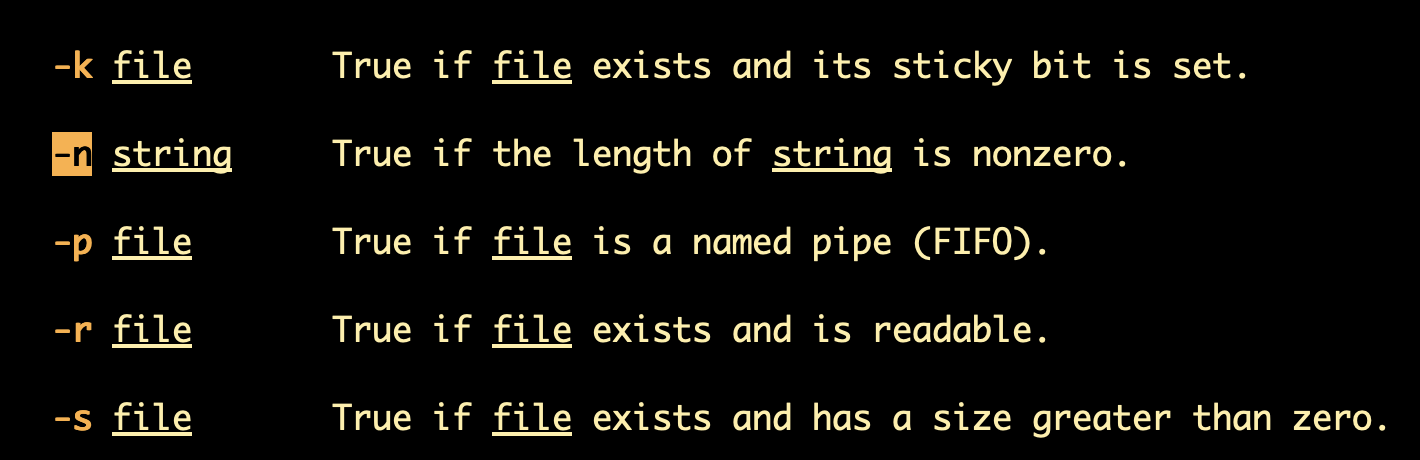 -k file True if file exists and its sticky bit is set.
-n string True if the length of string is nonzero.
-p file True if file is a named pipe (FIFO).
-r file True if file exists and is readable.
-s file True if file exists and has a size greater than zero.